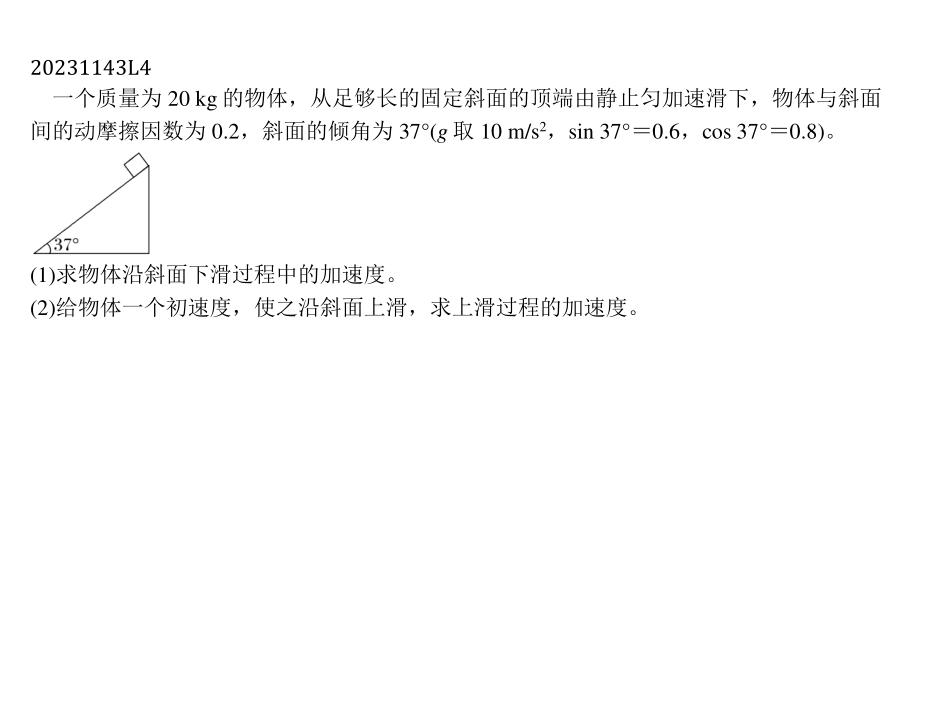 20231143L4
一个质量为 20 kg 的物体，从足够长的固定斜面的顶端由静止匀加速滑下，物体与斜面
间的动摩擦因数为 0.2，斜面的倾角为 37°(g 取 10 m/s²，sin 37°＝0.6，cos 37°＝0.8)。
37°
(1)求物体沿斜面下滑过程中的加速度。
(2)给物体一个初速度，使之沿斜面上滑，求上滑过程的加速度。